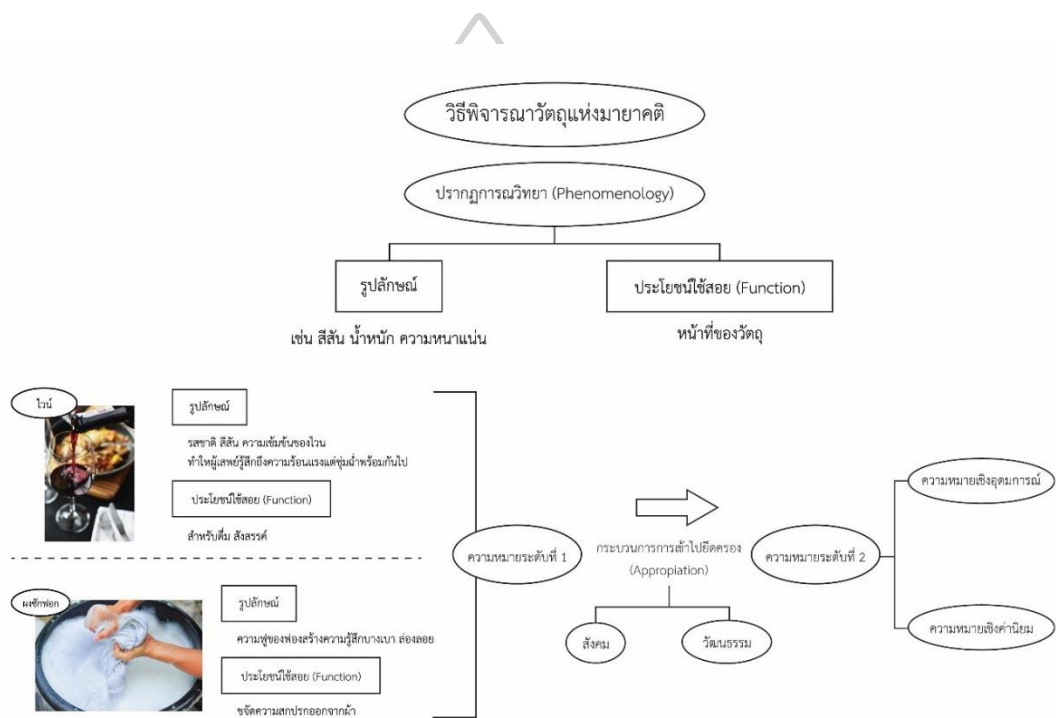 วิธีพิจารณาวัตถุแห่งมายาคติ
ปรากฏการณวิทยา (Phenomenology)
รูปลักษณ์
ประโยชน์ใช้สอย (Function)
เช่น สีสัน น้ำหนัก ความหนาแน่น
หน้าที่ของวัตถุ
ไวน์
รูปลักษณ์
รสชาติ สีสัน ความเข้มข้นของไวน
ทำให้ผู้เสพย์รู้สึกถึงความร้อนแรงแต่ชุ่มฉ่ำพร้อมกันไป
ประโยชน์ใช้สอย (Function)
สำหรับดื่ม สังสรรค์
ผงซักฟอก
รูปลักษณ์
ความฟูของฟองสร้างความรู้สึกบางเบา ล่องลอย
ประโยชน์ใช้สอย (Function)
ขจัดความสกปรกออกจากผ้า
ความหมายระดับที่ 1
กระบวนการการเข้าไปยึดครอง
(Appropiation)
สังคม
วัฒนธรรม
ความหมายระดับที่ 2
ความหมายเชิงอุดมการณ์
ความหมายเชิงค่านิยม